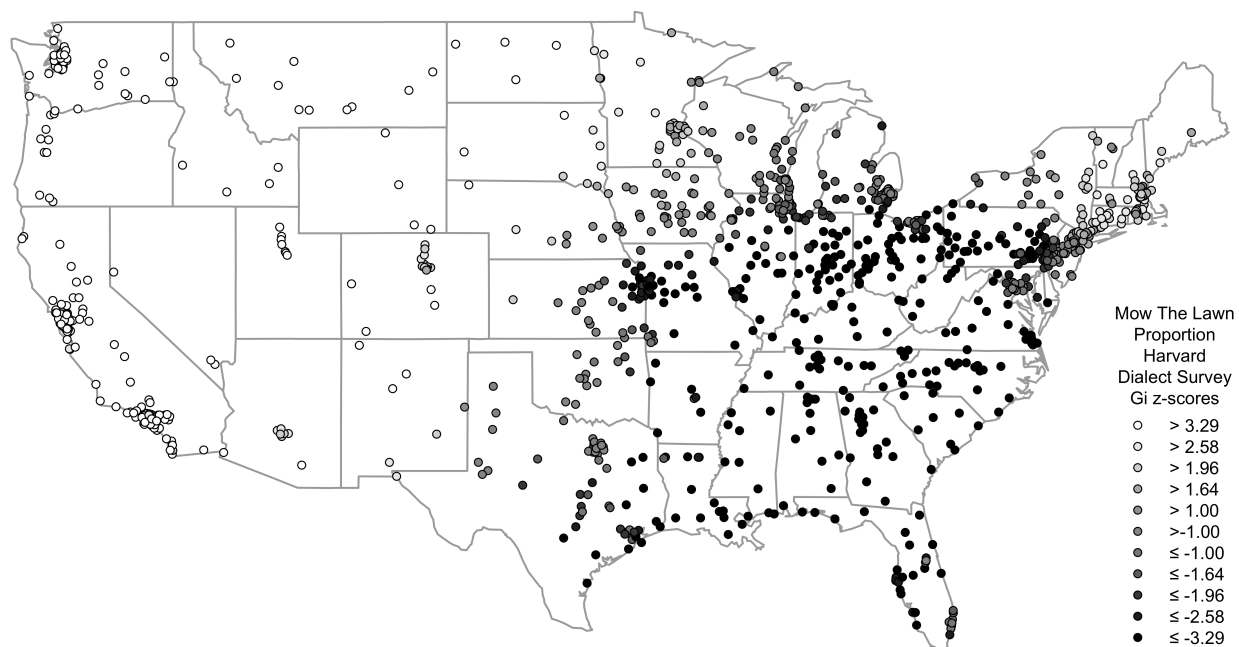 Mow The Lawn
Proportion
Harvard
Dialect Survey
Gi z-scores
> 3.29
> 2.58
> 1.96
> 1.64
> 1.00
>-1.00
≤ -1.00
≤ -1.64
≤ -1.96
≤ -2.58
≤ -3.29